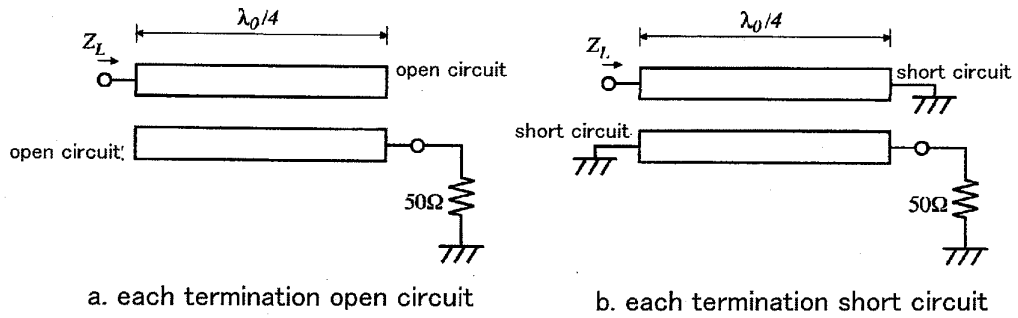 λ0/4
ZL
open circuit
open circuit
50Ω
a. each termination open circuit
λ0/4
ZL
short circuit
short circuit
50Ω
b. each termination short circuit